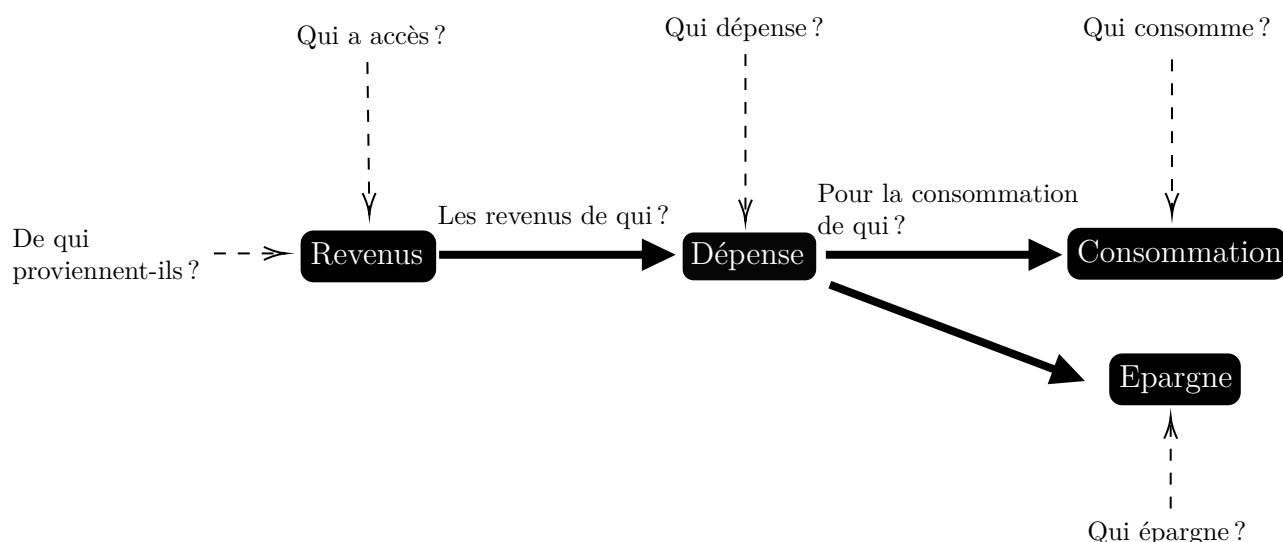 Qui a accès ?
Qui dépense ?
Qui consomme ?
Pour la consommation
de qui ?
Les revenus de qui ?
De qui
proviennent-ils ?
Revenus
Dépense
Consommation
Epargne
Qui épargne ?